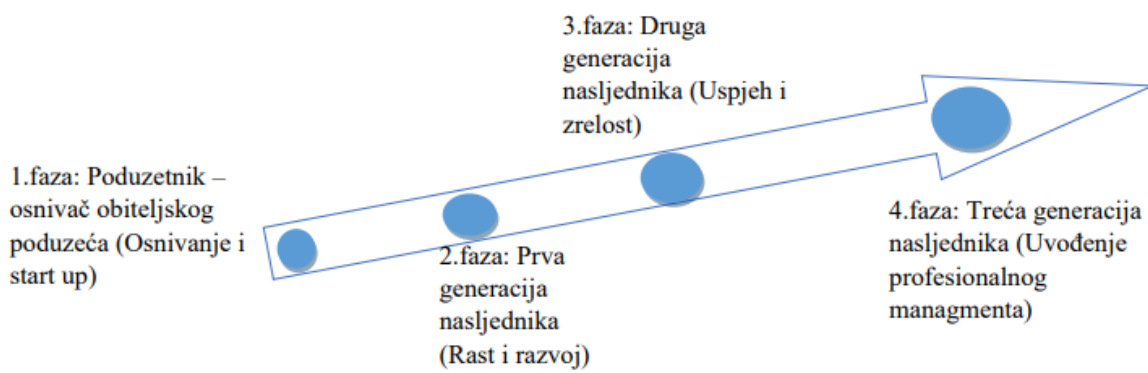 1.faza: Poduzetnik –
osnivač obiteljskog
poduzeća (Osnivanje i
start up)
2.faza: Prva
generacija
nasljednika
(Rast i razvoj)
3.faza: Druga
generacija
nasljednika (Uspjeh i
zrelost)
4.faza: Treća generacija
nasljednika (Uvođenje
profesionalnog
managmenta)